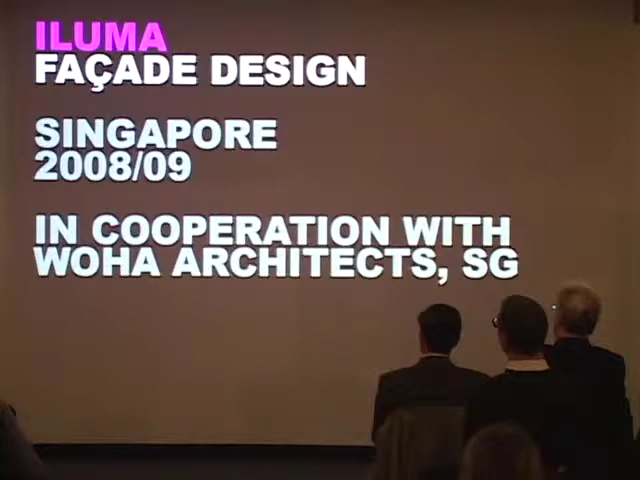 ILUMA
FAÇADE DESIGN
SINGAPORE
2008/09
IN COOPERATION WITH
WOHA ARCHITECTS, SG